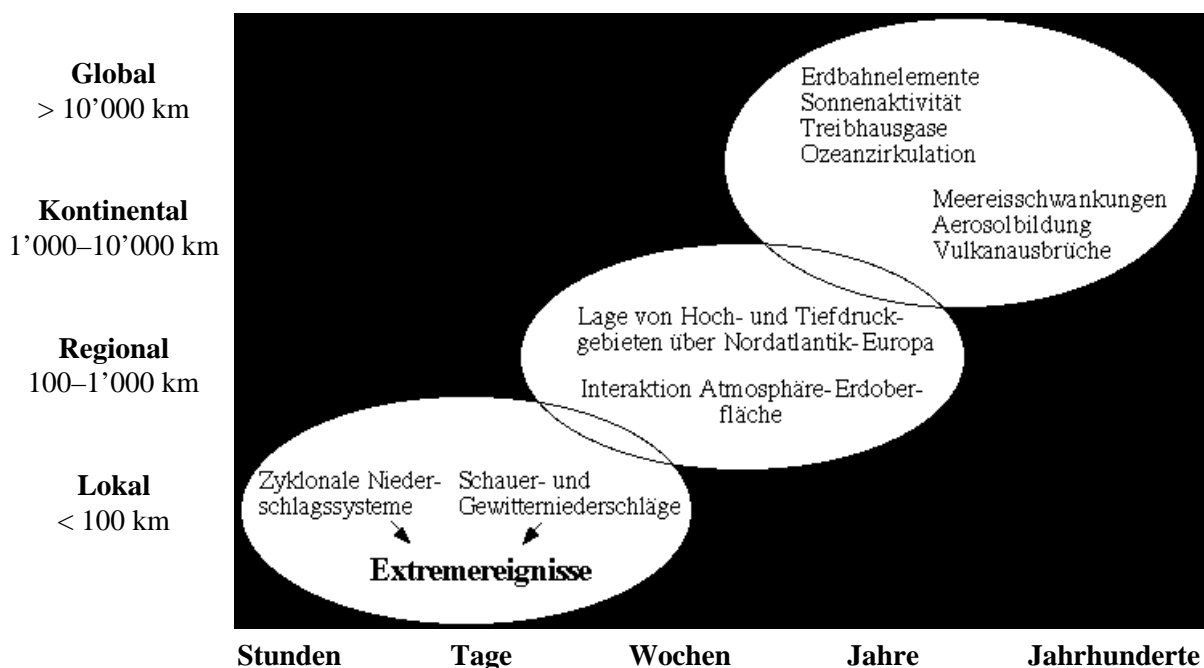 Global
> 10’000 km
Kontinental
1’000–10’000 km
Regional
100–1’000 km
Lokal
< 100 km
Erdbahnelemente
Sonnenaktivität
Treibhausgase
Ozeanzirkulation
Meereisschwankungen
Aerosolbildung
Vulkanausbrüche
Lage von Hoch- und Tiefdruck-
gebieten über Nordatlantik-Europa
Interaktion Atmosphäre-Erdober-
fläche
Zyklonale Nieder-
schlagssysteme
Schauer- und
Gewitterniederschläge
Extremereignisse
Stunden Tage Wochen Jahre Jahrhunderte